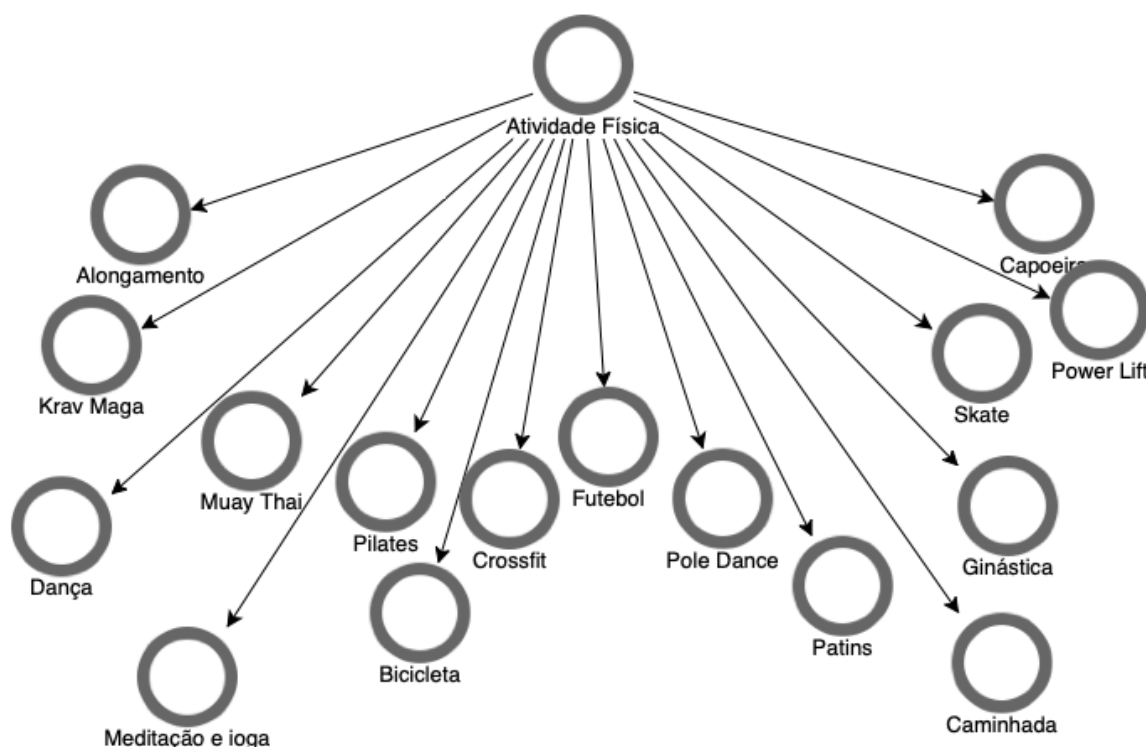 Atividade Física
Alongamento
Capoeira
Krav Maga
Power Lift
Skate
Muay Thai
Futebol
Pilates
Crossfit
Pole Dance
Ginástica
Dança
Patins
Bicicleta
Caminhada
Meditação e ioga